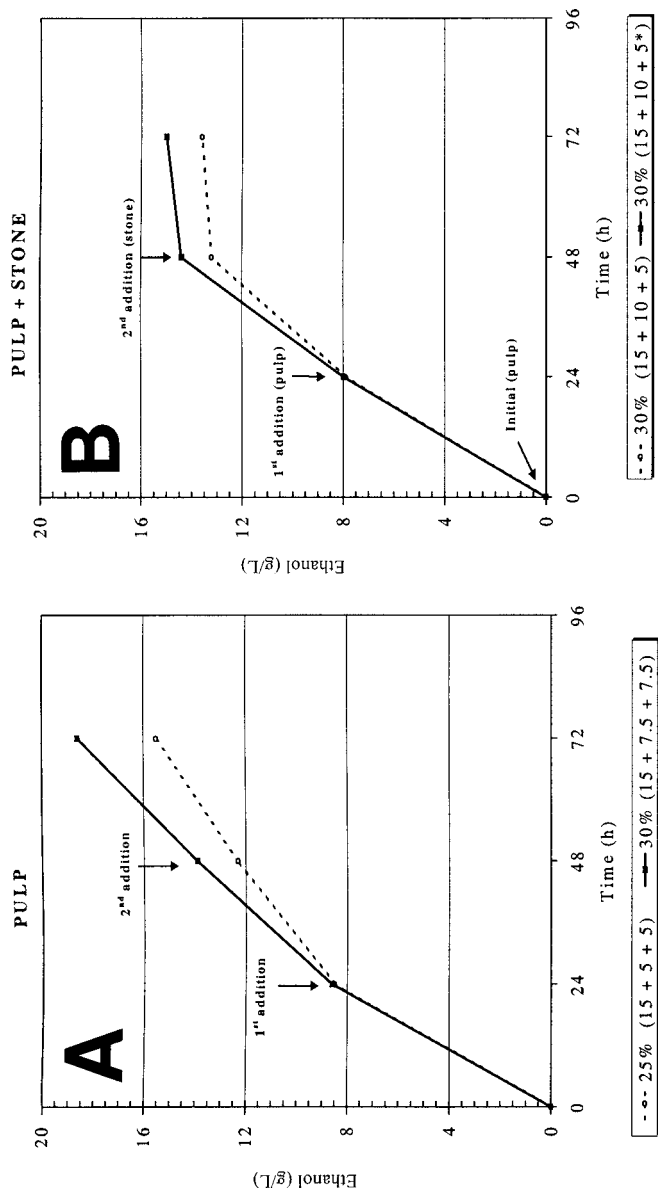 PULP
A
20
16
12
8
4
0
Ethanol (g/L)
1st addition
2nd addition
0 24 48 72 96
Time (h)
25% (15 + 5 + 5) 30% (15 + 7.5 + 7.5)
PULP + STONE
B
20
16
12
8
4
0
Ethanol (g/L)
Initial (pulp)
1st addition (pulp)
2nd addition (stone)
0 24 48 72 96
Time (h)
30% (15 + 10 + 5) 30% (15 + 10 + 5*)